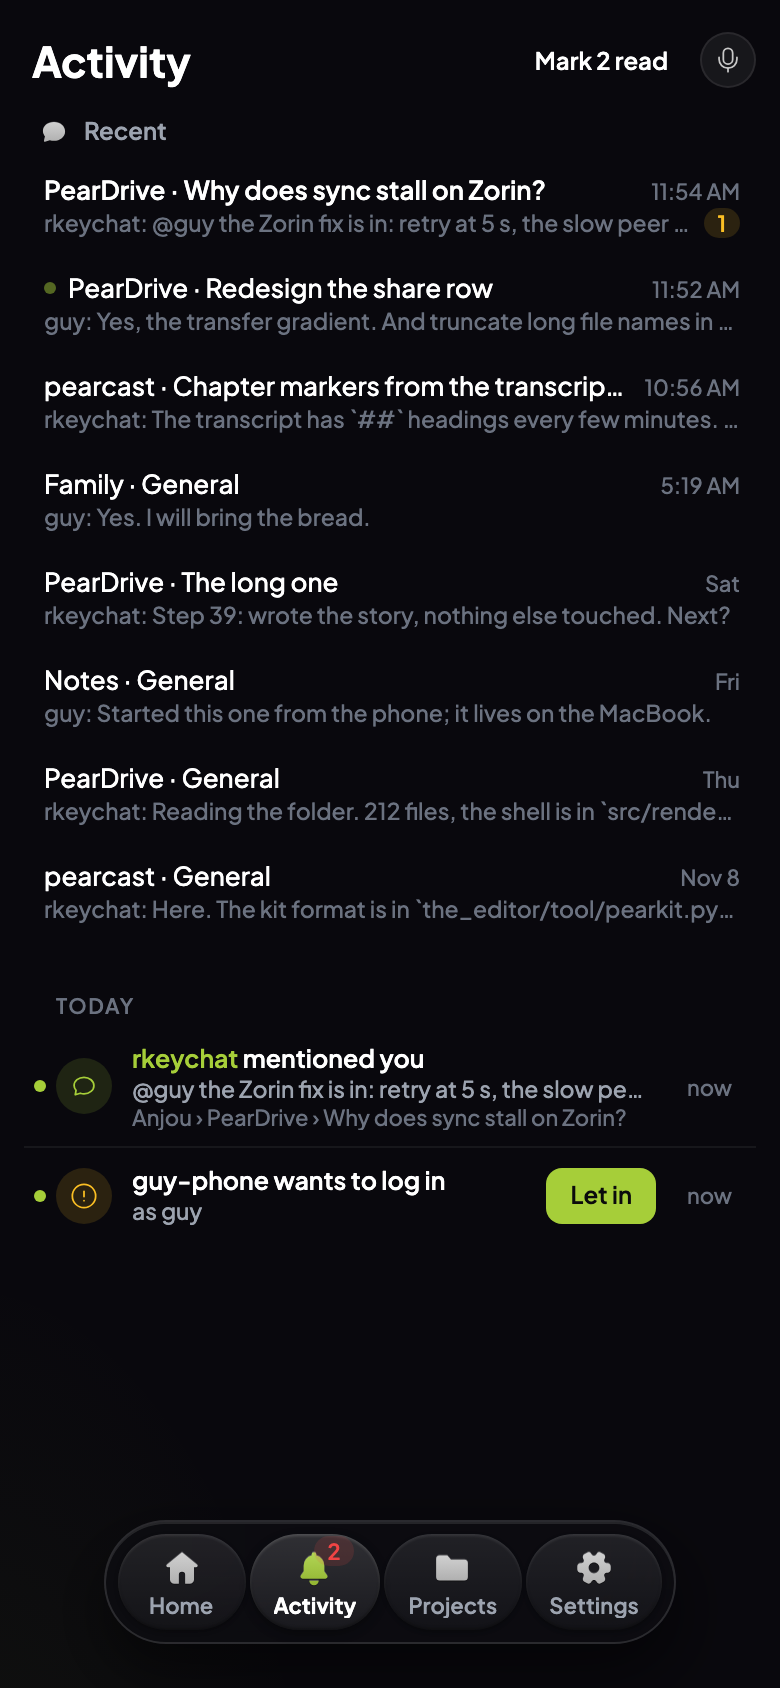 Activity
Mark 2 read
Recent
PearDrive · Why does sync stall on Zorin?
11:54 AM
rkeychat: @guy the Zorin fix is in: retry at 5 s, the slow peer ...
1
PearDrive · Redesign the share row
11:52 AM
guy: Yes, the transfer gradient. And truncate long file names in ...
pearcast · Chapter markers from the transcrip...
10:56 AM
rkeychat: The transcript has `##` headings every few minutes. ...
Family · General
5:19 AM
guy: Yes. I will bring the bread.
PearDrive · The long one
Sat
rkeychat: Step 39: wrote the story, nothing else touched. Next?
Notes · General
Fri
guy: Started this one from the phone; it lives on the MacBook.
PearDrive · General
Thu
rkeychat: Reading the folder. 212 files, the shell is in `src/rende...
pearcast · General
Nov 8
rkeychat: Here. The kit format is in `the_editor/tool/pearkit.py...
TODAY
rkeychat mentioned you
@guy the Zorin fix is in: retry at 5 s, the slow pe...
now
Anjou › PearDrive › Why does sync stall on Zorin?
guy-phone wants to log in
as guy
Let in
now
2
Home
Activity
Projects
Settings